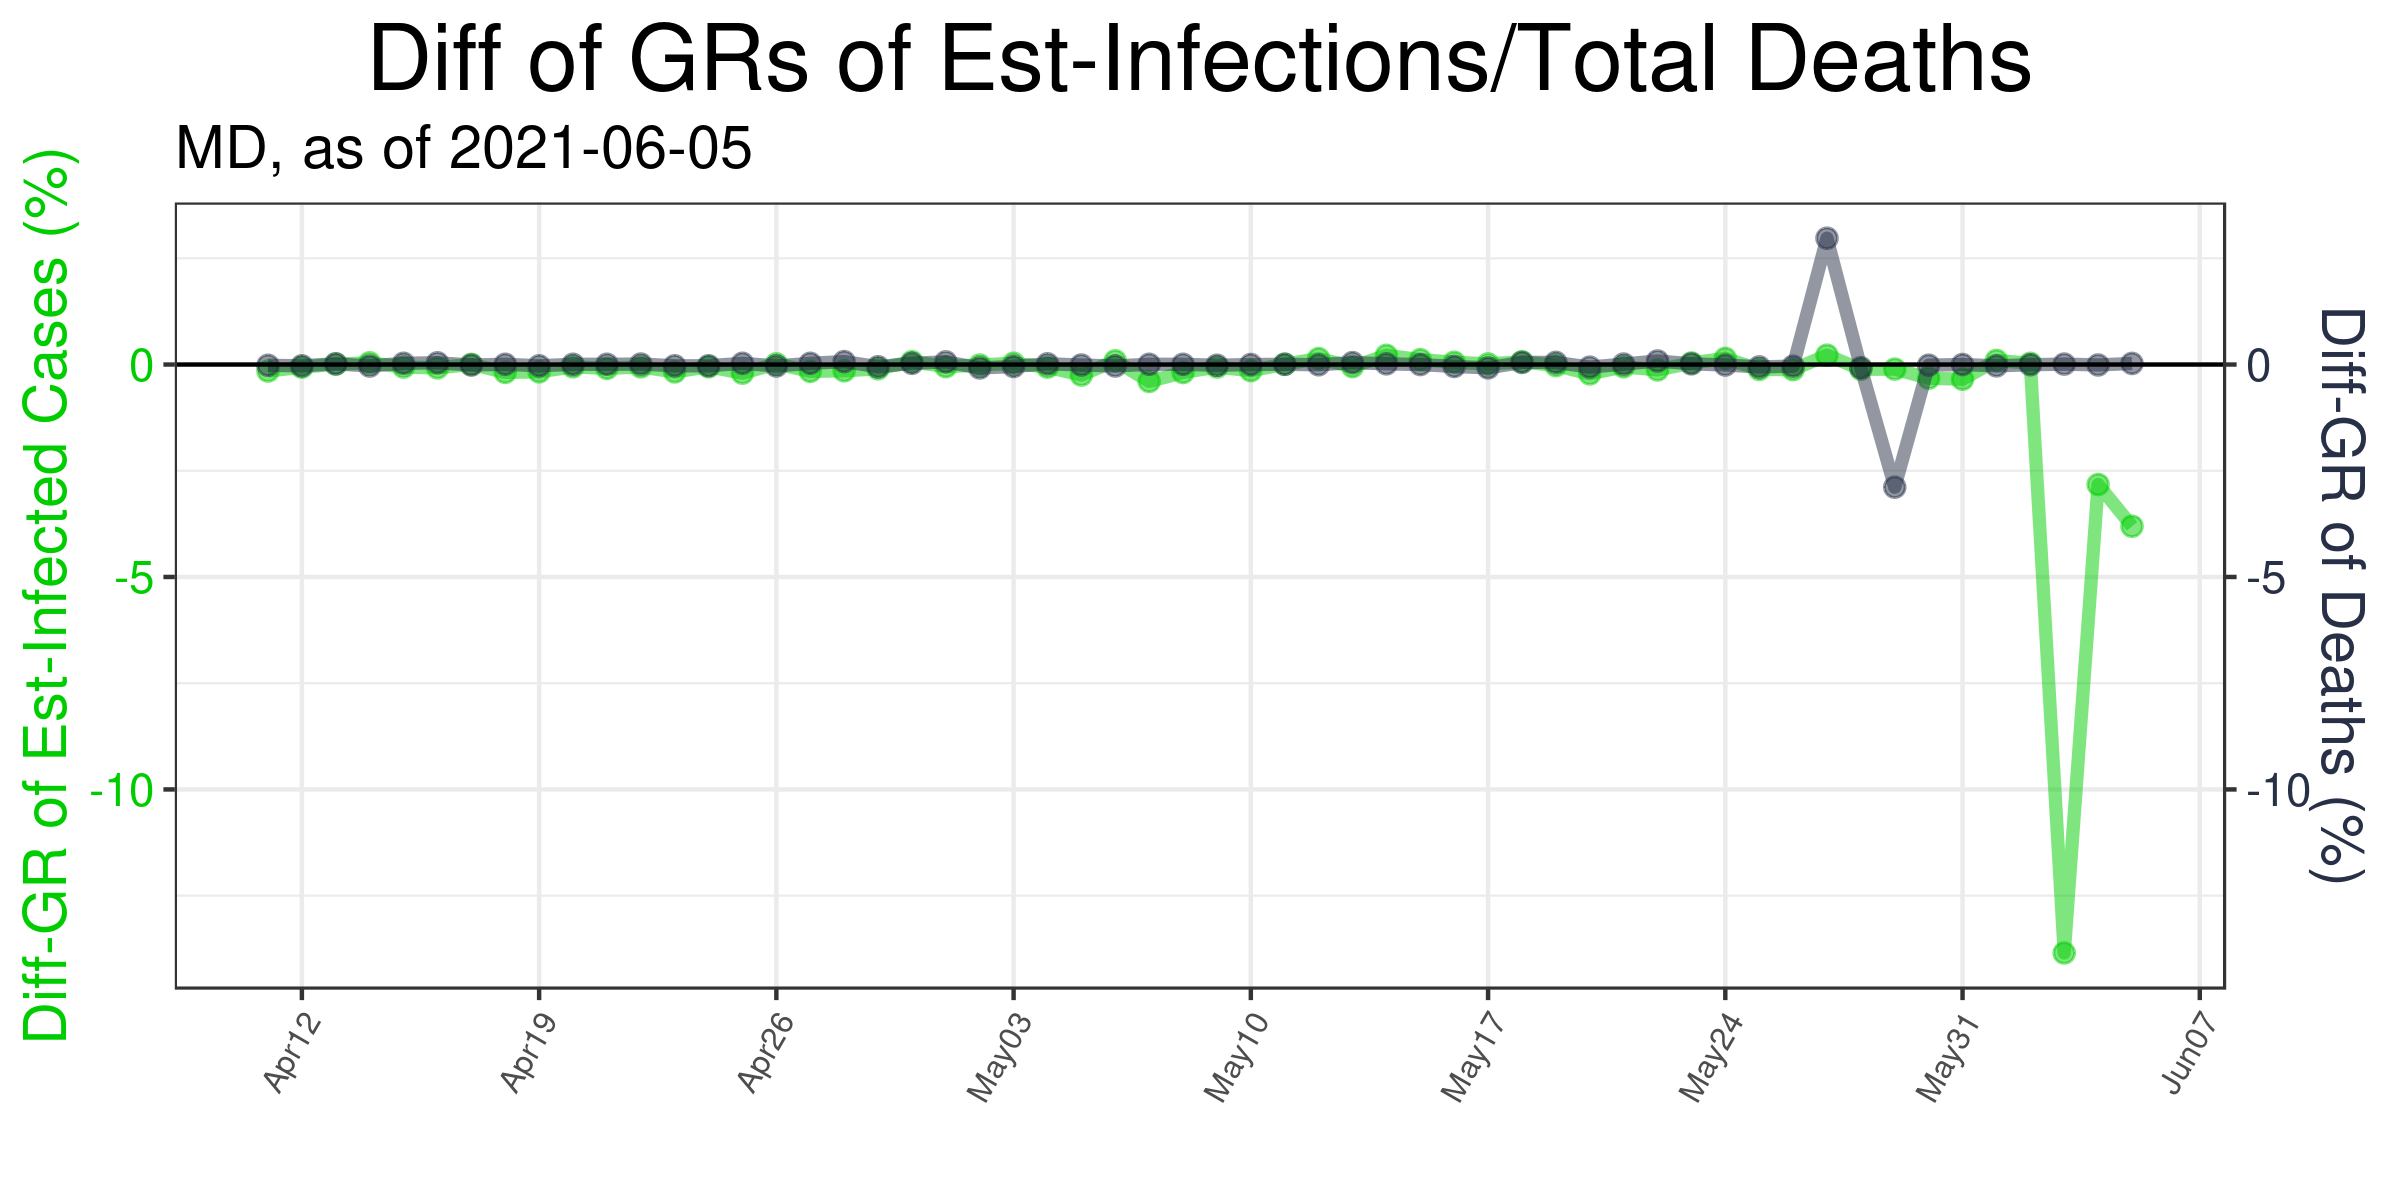 Diff of GRs of Est-Infections/Total Deaths
MD, as of 2021-06-05
Diff-GR of Est-Infected Cases (%)
0
-5
-10
0
-5
-10
Diff-GR of Deaths (%)
Apr12
Apr19
Apr26
May03
May10
May17
May24
May31
Jun07